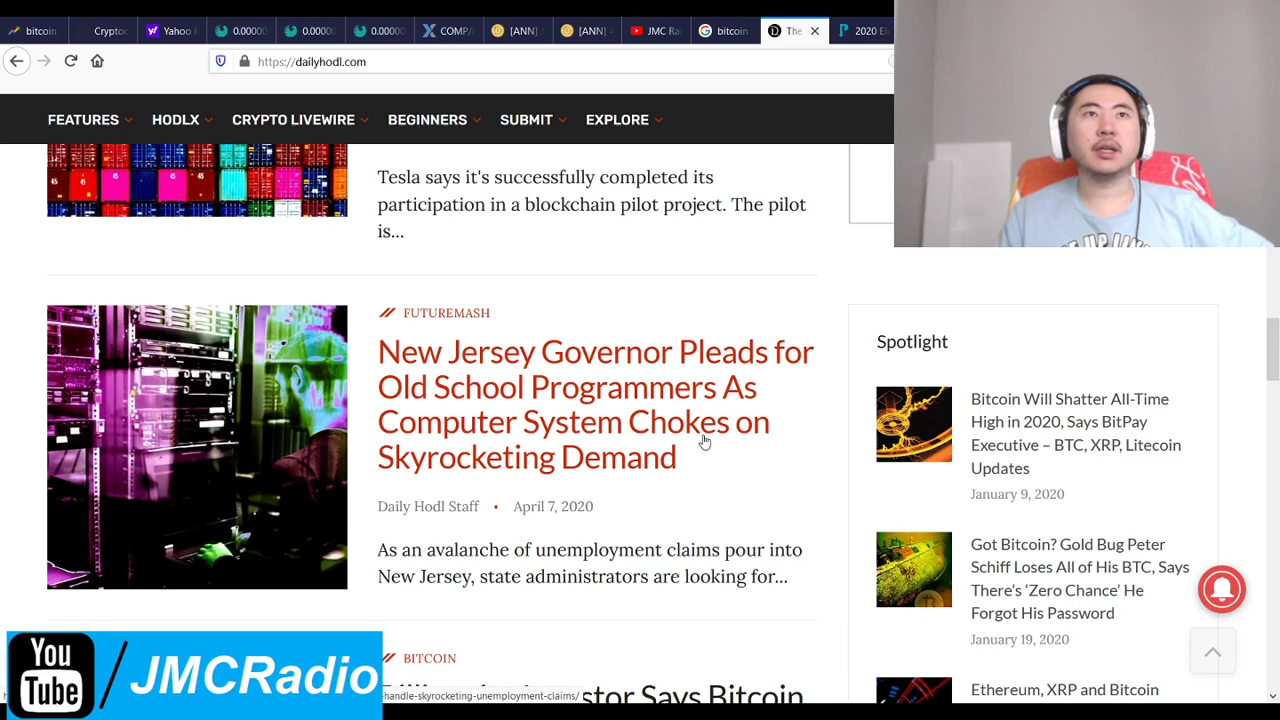 bitcoin
Cryptoc
Yahoo
0.00000
0.00000
0.00000
COMP/
[ANN]
[ANN]
JMC Ra
bitcoin
The
2020 El
https://dailyhodl.com
FEATURES
HODLX
CRYPTO LIVEWIRE
BEGINNERS
SUBMIT
EXPLORE
Tesla says it's successfully completed its
participation in a blockchain pilot project. The pilot
is...
FUTUREMASH
New Jersey Governor Pleads for
Old School Programmers As
Computer System Chokes on
Skyrocketing Demand
Daily Hodl Staff • April 7, 2020
As an avalanche of unemployment claims pour into
New Jersey, state administrators are looking for...
BITCOIN
stor Says Bitcoin
-handle-skyrocketing-unemployment-claims/
Spotlight
Bitcoin Will Shatter All-Time
High in 2020, Says BitPay
Executive – BTC, XRP, Litecoin
Updates
January 9, 2020
Got Bitcoin? Gold Bug Peter
Schiff Loses All of His BTC, Says
There's ‘Zero Chance’ He
Forgot His Password
January 19, 2020
Ethereum, XRP and Bitcoin
You
Tube
/JMCRadio